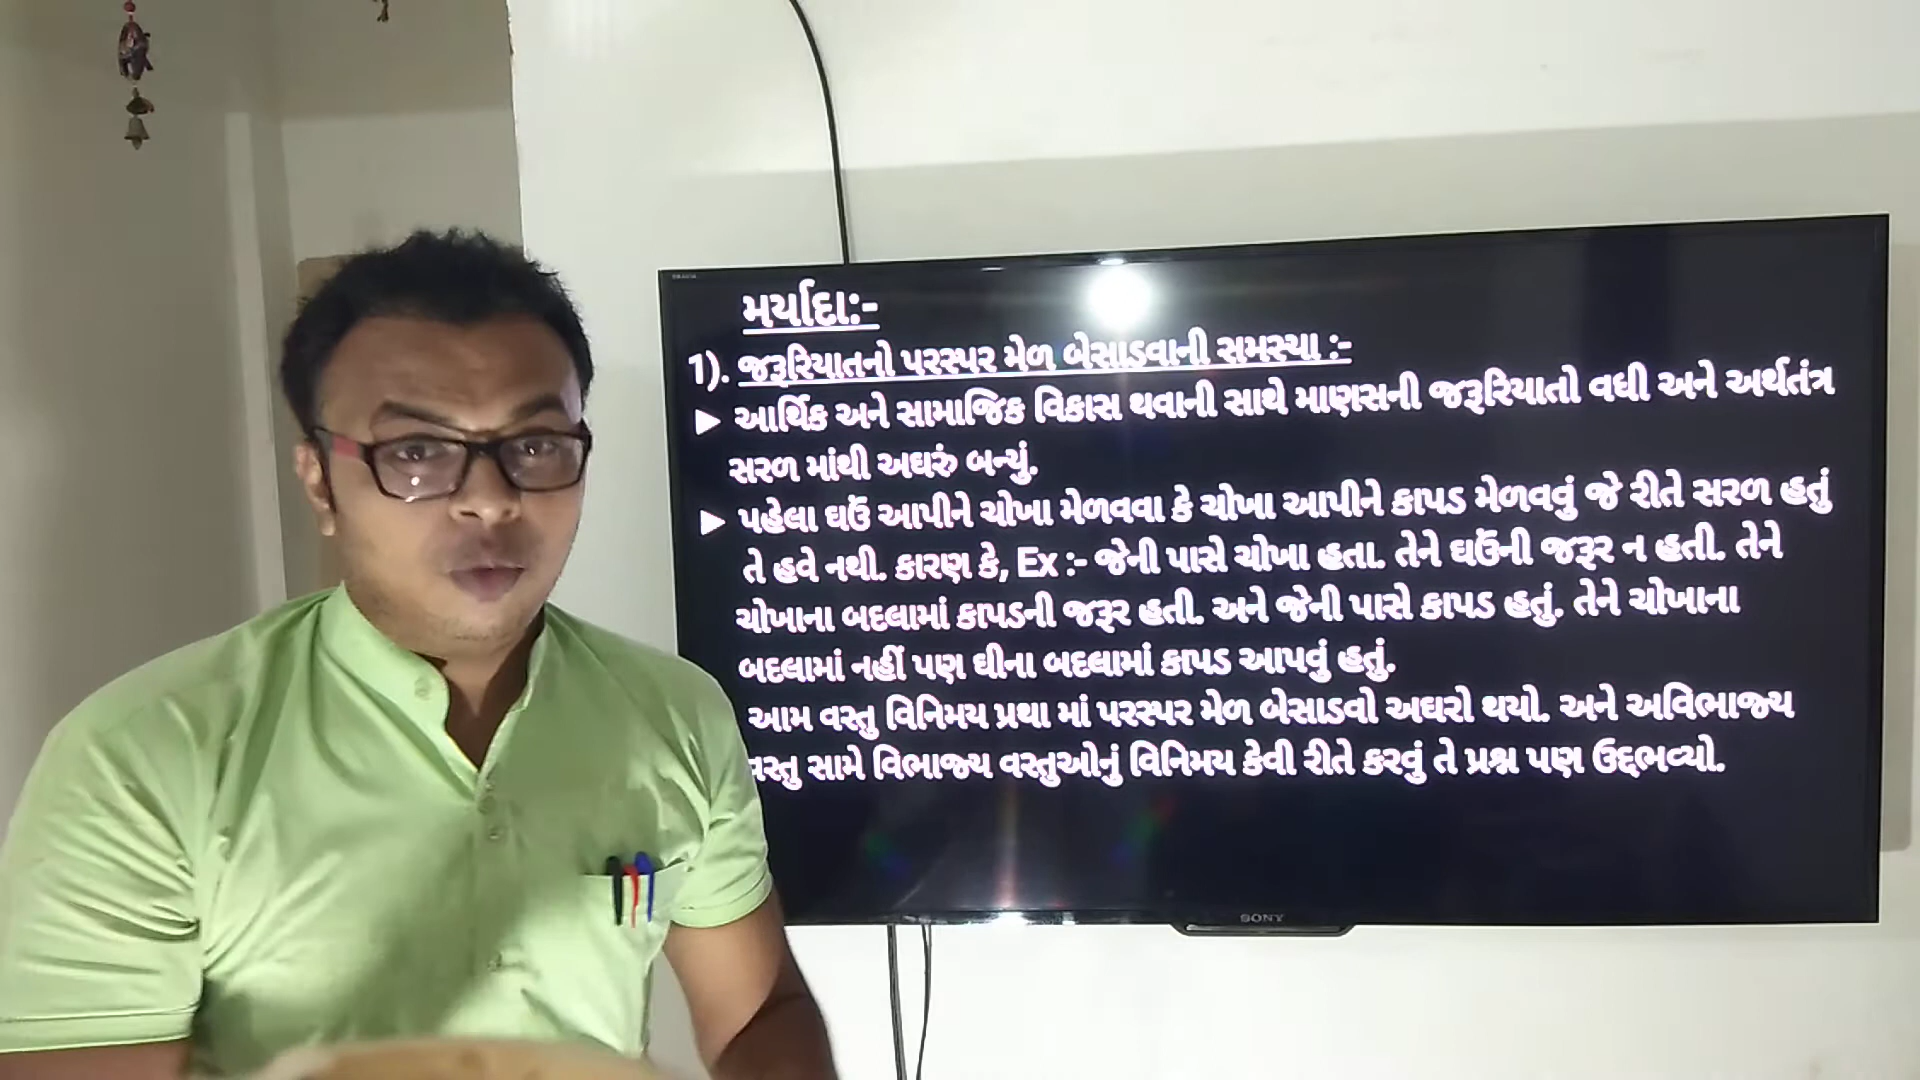 મર્યાદા:-
1). જરૂરિયાતનો પરસ્પર મેળ બેસાડવાની સમસ્યા :-
► આર્થિક અને સામાજિક વિકાસ થવાની સાથે માણસની જરૂરિયાતો વધી અને અર્થતંત્ર
સરળ માંથી અઘરું બન્યું.
► પહેલા ઘઉં આપીને ચોખા મેળવવા કે ચોખા આપીને કાપડ મેળવવું જે રીતે સરળ હતું
તે હવે નથી. કારણ કે, Ex :- જેની પાસે ચોખા હતા. તેને ઘઉંની જરૂર ન હતી. તેને
ચોખાના બદલામાં કાપડની જરૂર હતી. અને જેની પાસે કાપડ હતું. તેને ચોખાના
બદલામાં નહીં પણ ઘીના બદલામાં કાપડ આપવું હતું.
આમ વસ્તુ વિનિમય પ્રથા માં પરસ્પર મેળ બેસાડવો અઘરો થયો. અને અવિભાજ્ય
વસ્તુ સામે વિભાજ્ય વસ્તુઓનું વિનિમય કેવી રીતે કરવું તે પ્રશ્ન પણ ઉદ્દભવ્યો.
SONY